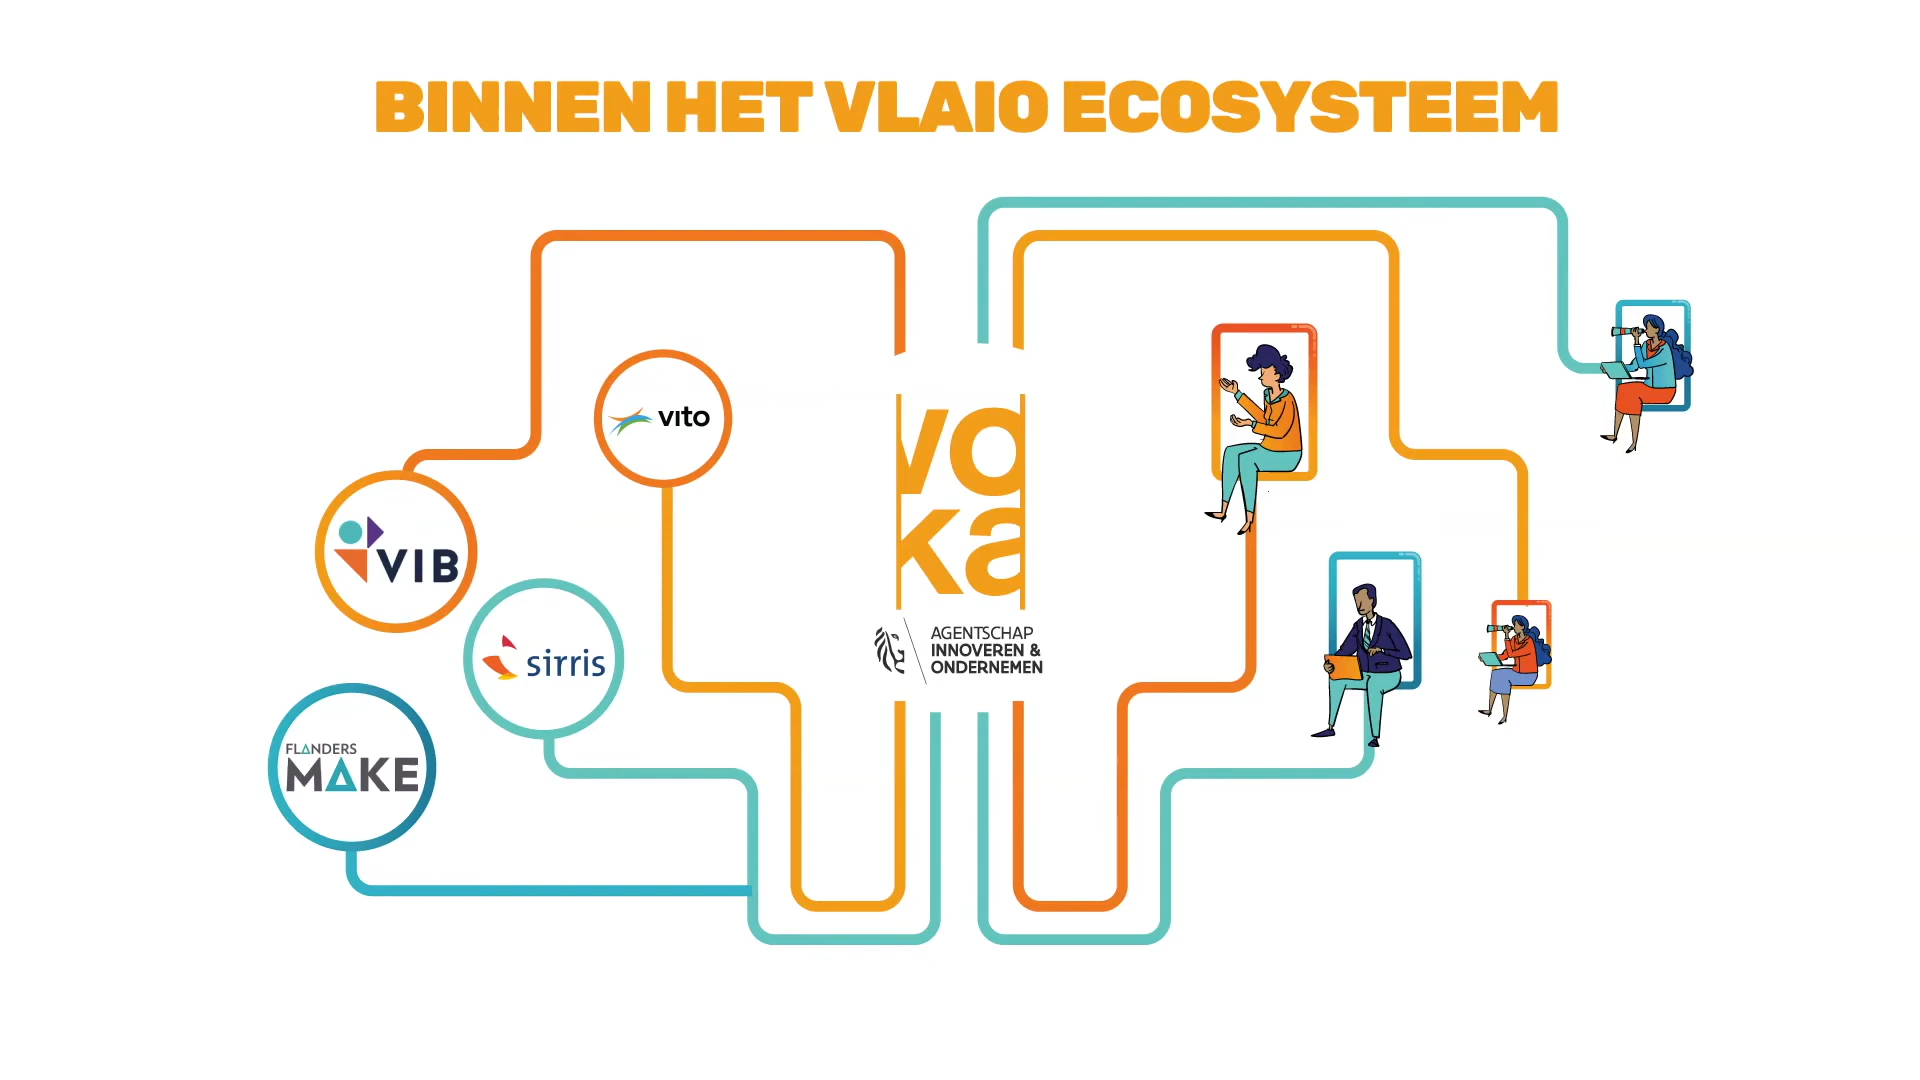 BINNEN HET VLAIO ECOSYSTEEM
vito
VIB
sirris
FLANDERS
MAKE
vo
ka
AGENTSCHAP
INNOVEREN &
ONDERNEMEN